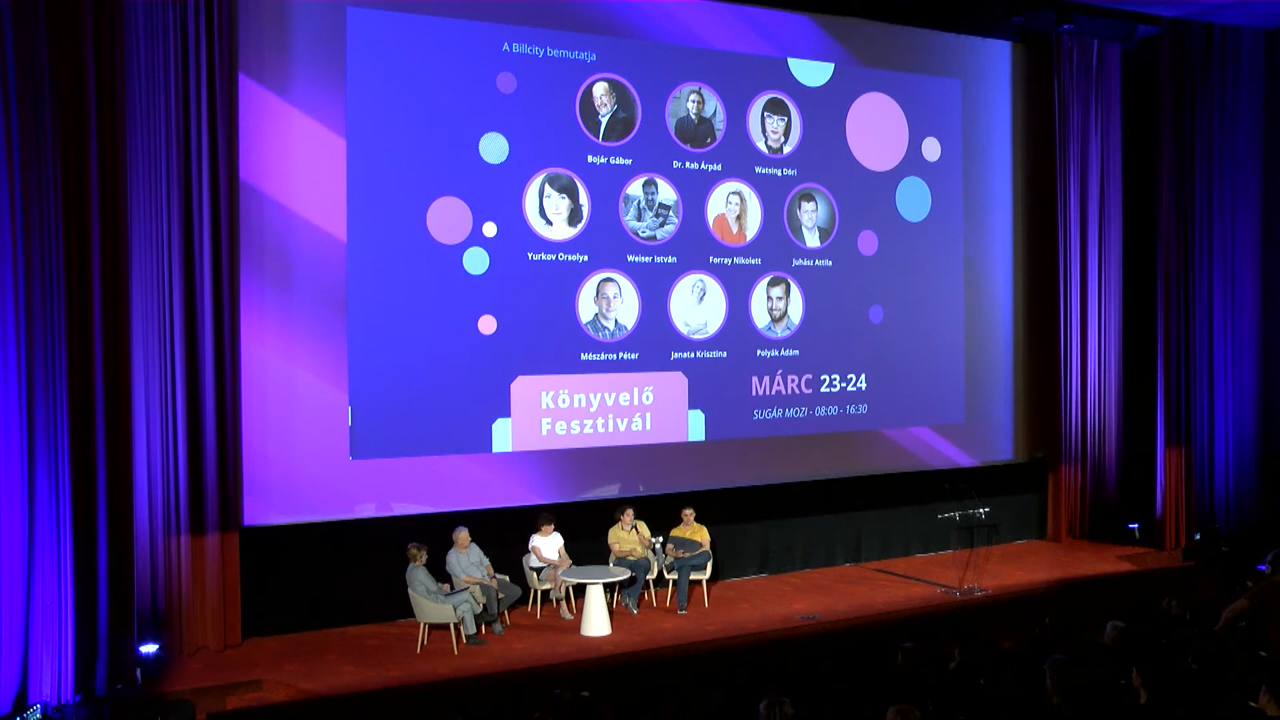 A Billcity bemutatja
Bojár Gábor
Dr. Rab Árpád
Watsing Dóri
Yurkov Orsolya
Weiser István
Forray Nikolett
Juhász Attila
Mészáros Péter
Janata Krisztina
Polyák Ádám
Könyvelő
Fesztivál
MÁRC 23-24
SUGÁR MOZI - 08:00 - 16:30